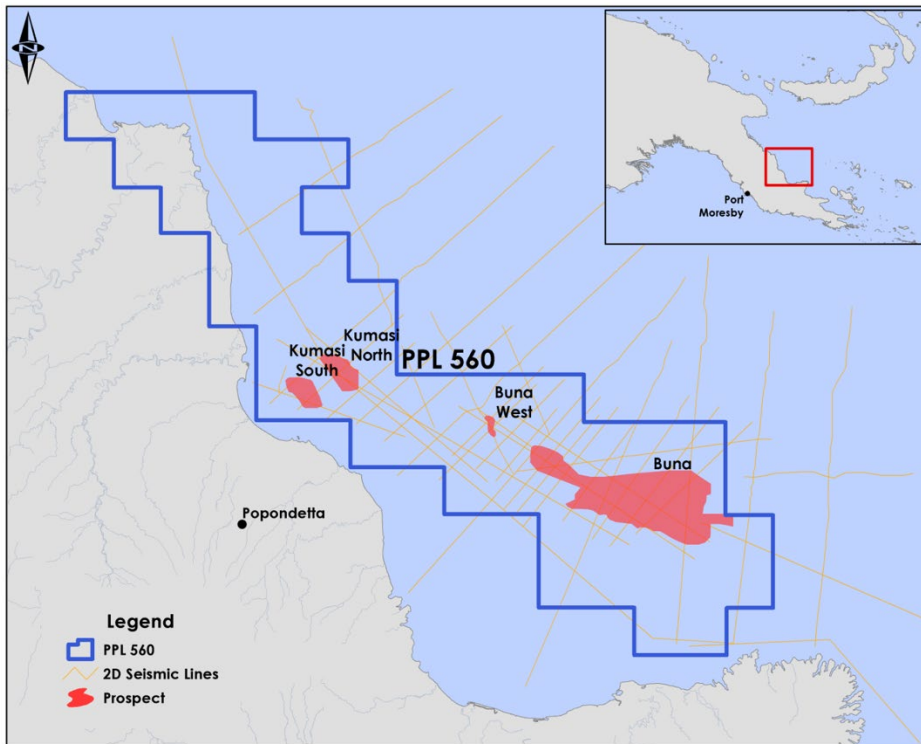 N
Port
Moresby
Kumasi
North
Kumasi
South
PPL 560
Buna
West
Buna
Popondetta
Legend
PPL 560
2D Seismic Lines
Prospect